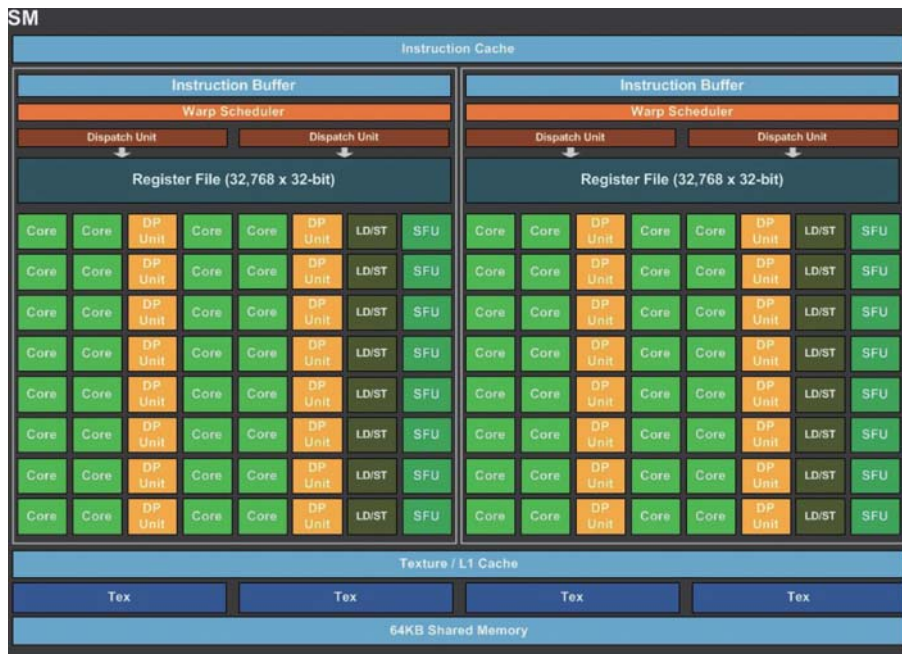 SM
Instruction Cache
Instruction Buffer Instruction Buffer
Warp Scheduler Warp Scheduler
Dispatch Unit Dispatch Unit Dispatch Unit Dispatch Unit
Register File (32,768 x 32-bit) Register File (32,768 x 32-bit)
Core Core DP Unit Core Core DP Unit LD/ST SFU Core Core DP Unit Core Core DP Unit LD/ST SFU
Core Core DP Unit Core Core DP Unit LD/ST SFU Core Core DP Unit Core Core DP Unit LD/ST SFU
Core Core DP Unit Core Core DP Unit LD/ST SFU Core Core DP Unit Core Core DP Unit LD/ST SFU
Core Core DP Unit Core Core DP Unit LD/ST SFU Core Core DP Unit Core Core DP Unit LD/ST SFU
Core Core DP Unit Core Core DP Unit LD/ST SFU Core Core DP Unit Core Core DP Unit LD/ST SFU
Core Core DP Unit Core Core DP Unit LD/ST SFU Core Core DP Unit Core Core DP Unit LD/ST SFU
Core Core DP Unit Core Core DP Unit LD/ST SFU Core Core DP Unit Core Core DP Unit LD/ST SFU
Core Core DP Unit Core Core DP Unit LD/ST SFU Core Core DP Unit Core Core DP Unit LD/ST SFU
Texture / L1 Cache
Tex Tex Tex Tex
64KB Shared Memory